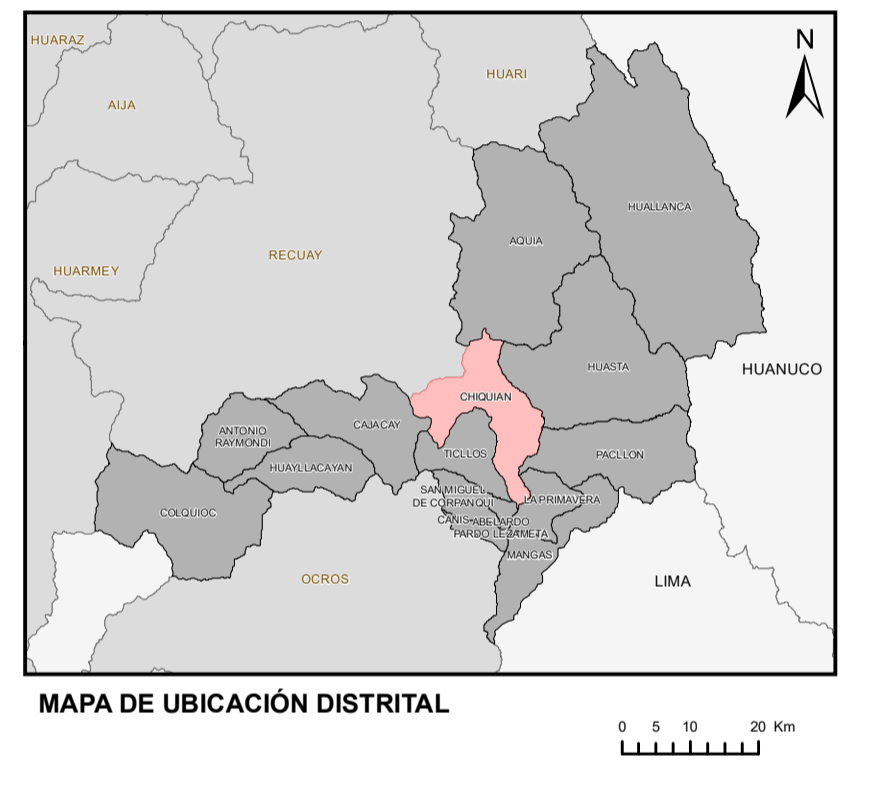 HUARAZ
N
HUARI
AIJA
HUALLANCA
AQUIA
RECUAY
HUARMEY
HUASTA
HUANUCO
CHIQUIAN
ANTONIO
RAYMONDI
CAJACAY
TICLLOS
PACLLON
HUAYLLACAYAN
SAN MIGUEL
DE CORPANQUI
LA PRIMAVERA
COLQUIOC
CANIS
ABELARDO
PARDO LEZAMETA
MANGAS
OCROS
LIMA
MAPA DE UBICACIÓN DISTRITAL
0 5 10 20 Km